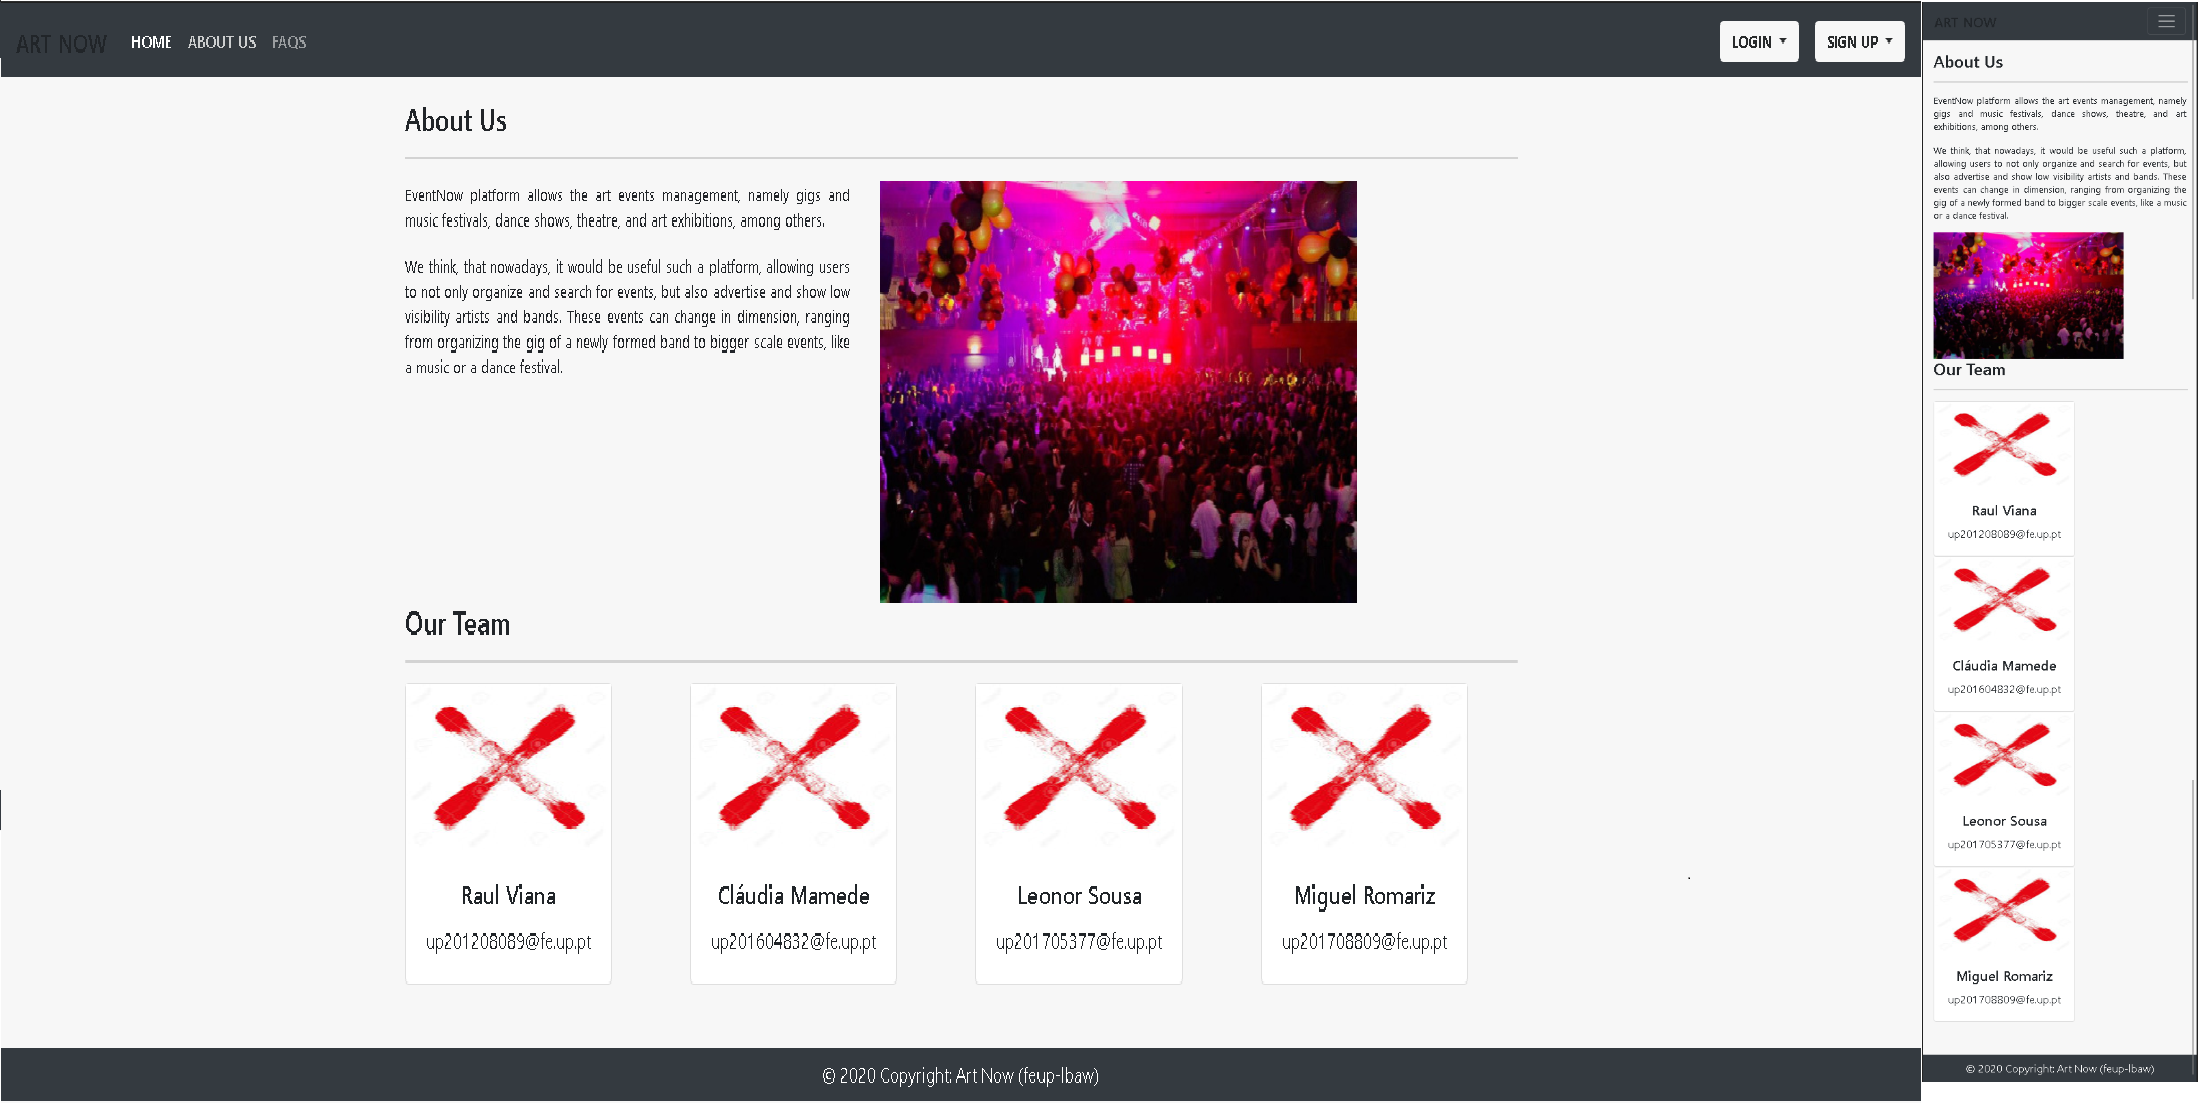 ART NOW HOME ABOUT US FAQS LOGIN SIGN UP
About Us
EventNow platform allows the art events management, namely gigs and
music festivals, dance shows, theatre, and art exhibitions, among others.
We think, that nowadays, it would be useful such a platform, allowing users
to not only organize and search for events, but also advertise and show low
visibility artists and bands. These events can change in dimension, ranging
from organizing the gig of a newly formed band to bigger scale events, like
a music or a dance festival.
Our Team
Raul Viana
up201208089@fe.up.pt
Cláudia Mamede
up201604832@fe.up.pt
Leonor Sousa
up201705377@fe.up.pt
Miguel Romariz
up201708809@fe.up.pt
© 2020 Copyright: Art Now (feup-lbaw)
ART NOW
About Us
EventNow platform allows the art events management, namely
gigs and music festivals, dance shows, theatre, and art
exhibitions, among others.
We think, that nowadays, it would be useful such a platform,
allowing users to not only organize and search for events, but
also advertise and show low visibility artists and bands. These
events can change in dimension, ranging from organizing the
gig of a newly formed band to bigger scale events, like a music
or a dance festival.
Our Team
Raul Viana
up201208089@fe.up.pt
Cláudia Mamede
up201604832@fe.up.pt
Leonor Sousa
up201705377@fe.up.pt
Miguel Romariz
up201708809@fe.up.pt
© 2020 Copyright: Art Now (feup-lbaw)